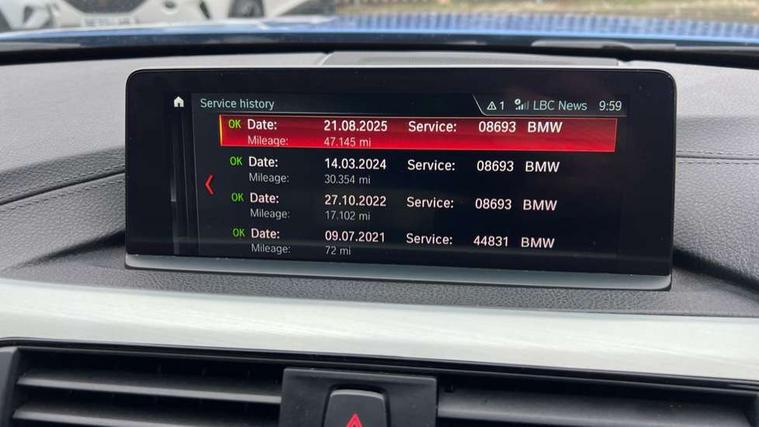 Service history 1 LBC News 9:59
OK Date: 21.08.2025 Service: 08693 BMW
Mileage: 47.145 mi
OK Date: 14.03.2024 Service: 08693 BMW
Mileage: 30.354 mi
OK Date: 27.10.2022 Service: 08693 BMW
Mileage: 17.102 mi
OK Date: 09.07.2021 Service: 44831 BMW
Mileage: 72 mi